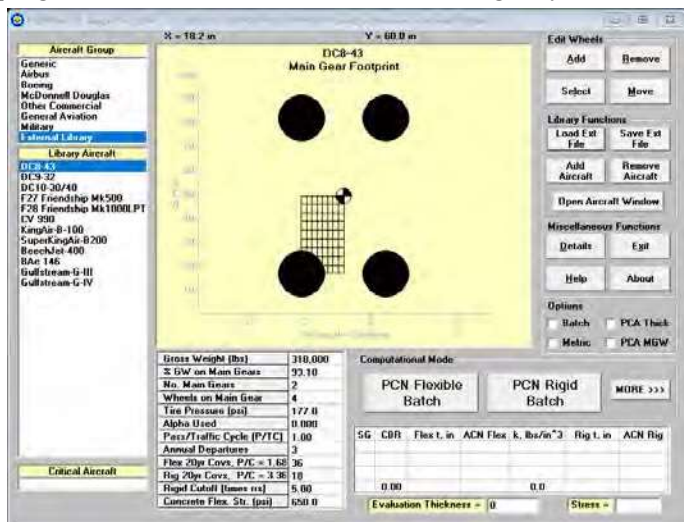 X = 18.2 in
Y = 60.0 in
Aircraft Group
Generic
Airbus
Boeing
McDonnell Douglas
Other Commercial
General Aviation
Military
External Library
Library Aircraft
DC8-43
DC9-32
DC10-30/40
F27 Friendship Mk500
F28 Friendship Mk1000LPT
CV 990
KingAir-B-100
SuperKingAir-B200
BeechJet-400
BAe 146
Gulfstream-G-III
Gulfstream-G-IV
Critical Aircraft
DC8-43
Main Gear Footprint
Gross Weight (lbs) 318,000
% GW on Main Gears 93.10
No. Main Gears 2
Wheels on Main Gear 4
Tire Pressure (psi) 177.0
Alpha Used 0.000
Pass/Traffic Cycle (P/TC) 1.00
Annual Departures 3
Flex 20yr Covs, P/C = 1.68 36
Rig 20yr Covs, P/C = 3.36 18
Rigid Cutoff (times rrs) 5.00
Concrete Flex. Str. (psi) 650.0
Edit Wheels
Add Remove
Select Move
Library Functions
Load Ext File
Save Ext File
Add Aircraft
Remove Aircraft
Open Aircraft Window
Miscellaneous Functions
Details Exit
Help About
Options
Batch PCA Thick
Metric PCA MGW
Computational Mode
PCN Flexible Batch
PCN Rigid Batch
MORE >>>
SG CBR Flex t, in ACN Flex k, lbs/in^3 Rig t, in ACN Rig
0.00 0.0
Evaluation Thickness = 0
Stress =